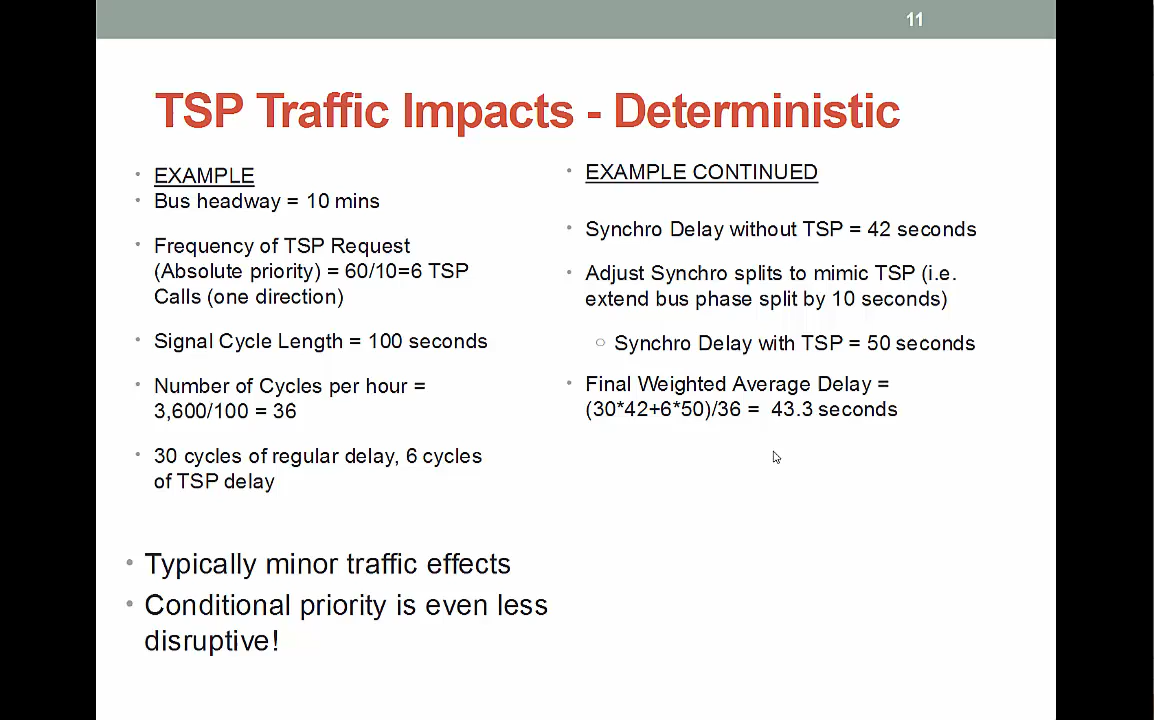 11
TSP Traffic Impacts - Deterministic
• EXAMPLE
• Bus headway = 10 mins
• Frequency of TSP Request
(Absolute priority) = 60/10=6 TSP
Calls (one direction)
• Signal Cycle Length = 100 seconds
• Number of Cycles per hour =
3,600/100 = 36
• 30 cycles of regular delay, 6 cycles
of TSP delay
• EXAMPLE CONTINUED
• Synchro Delay without TSP = 42 seconds
• Adjust Synchro splits to mimic TSP (i.e.
extend bus phase split by 10 seconds)
○ Synchro Delay with TSP = 50 seconds
• Final Weighted Average Delay =
(30*42+6*50)/36 = 43.3 seconds
• Typically minor traffic effects
• Conditional priority is even less
disruptive!